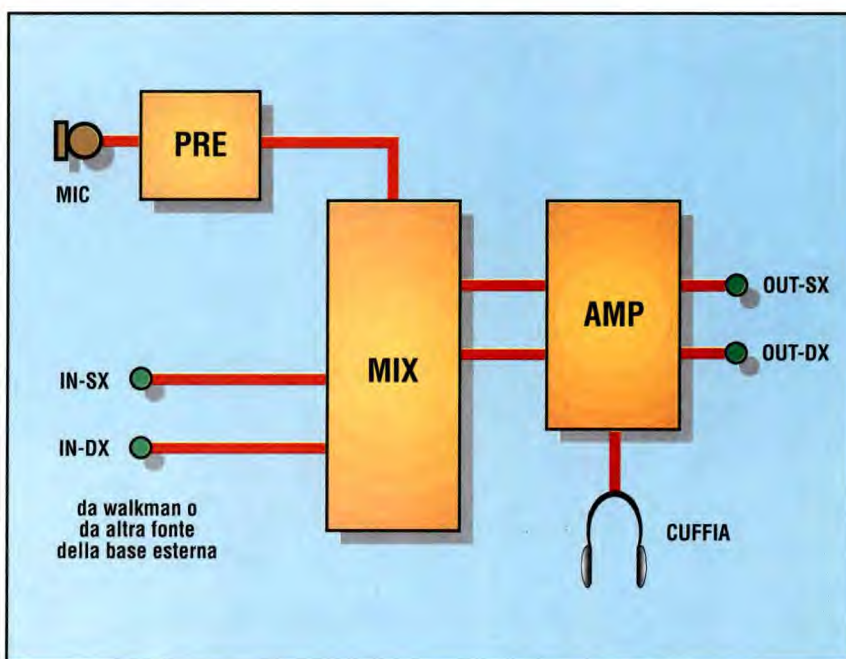 PRE
MIC
MIX
AMP
OUT-SX
OUT-DX
IN-SX
IN-DX
da walkman o
da altra fonte
della base esterna
CUFFIA